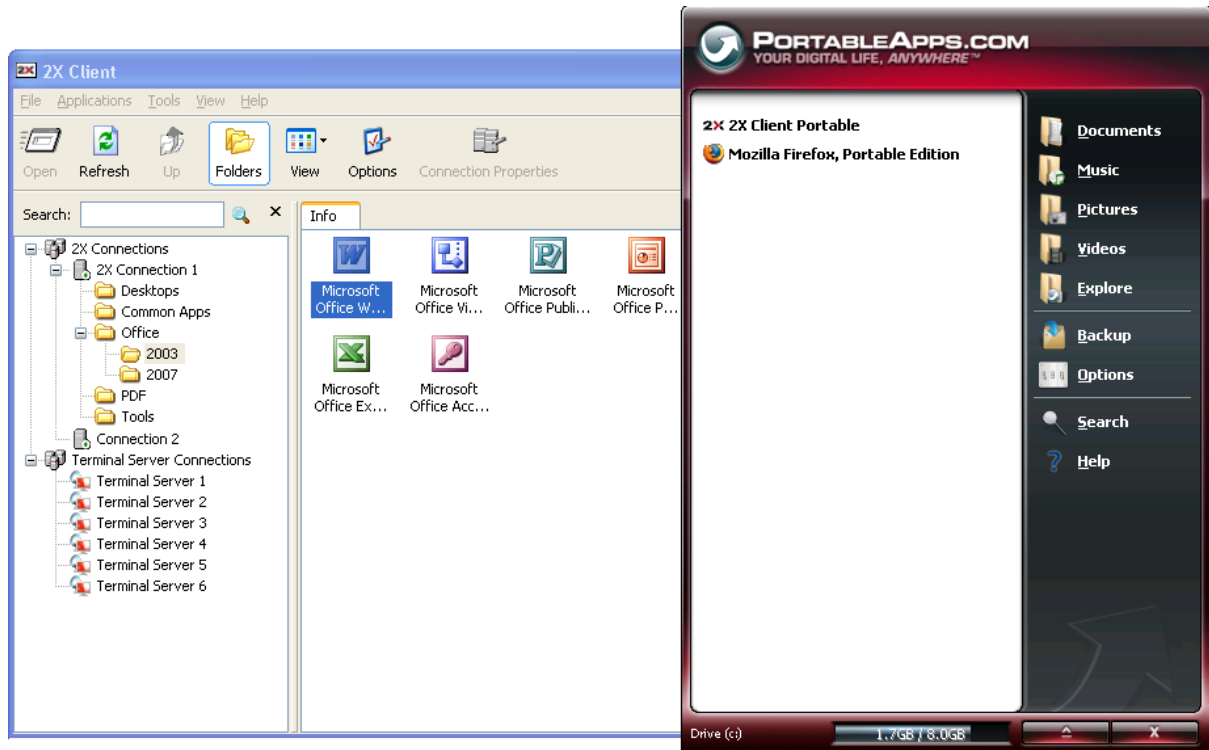 2X 2X Client
File Applications Tools View Help
Open Refresh Up Folders View Options Connection Properties
Search:
2X Connections
2X Connection 1
Desktops
Common Apps
Office
2003
2007
PDF
Tools
Connection 2
Terminal Server Connections
Terminal Server 1
Terminal Server 2
Terminal Server 3
Terminal Server 4
Terminal Server 5
Terminal Server 6
Info
Microsoft Office W...
Microsoft Office Vi...
Microsoft Office Publi...
Microsoft Office P...
Microsoft Office Ex...
Microsoft Office Acc...
PORTABLEAPPS.COM
YOUR DIGITAL LIFE, ANYWHERE™
2X 2X Client Portable
Mozilla Firefox, Portable Edition
Documents
Music
Pictures
Videos
Explore
Backup
Options
Search
Help
Drive (c:) 1.7GB / 8.0GB X